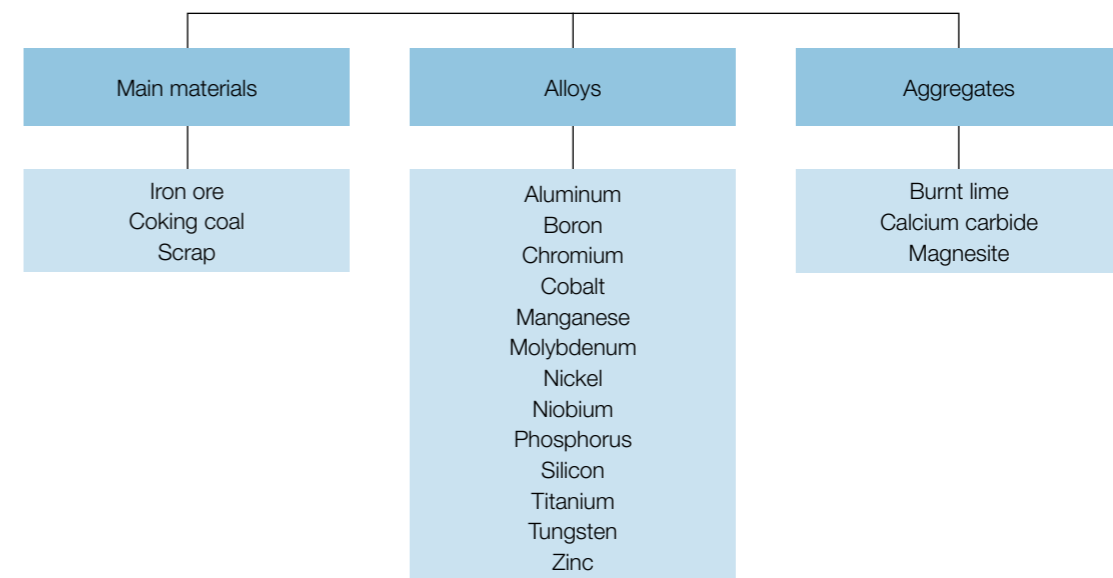 Main materials
Iron ore
Coking coal
Scrap
Alloys
Aluminum
Boron
Chromium
Cobalt
Manganese
Molybdenum
Nickel
Niobium
Phosphorus
Silicon
Titanium
Tungsten
Zinc
Aggregates
Burnt lime
Calcium carbide
Magnesite